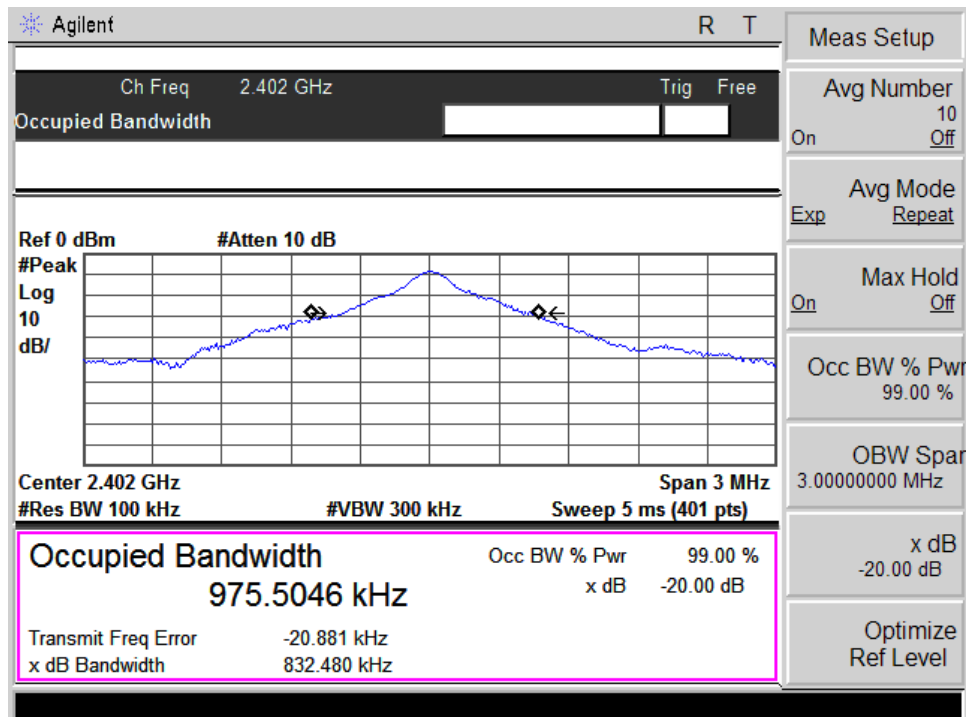 Agilent R T
Ch Freq 2.402 GHz Trig Free
Occupied Bandwidth
Ref 0 dBm #Atten 10 dB
#Peak
Log
10
dB/
Center 2.402 GHz Span 3 MHz
#Res BW 100 kHz #VBW 300 kHz Sweep 5 ms (401 pts)
Occupied Bandwidth Occ BW % Pwr 99.00 %
975.5046 kHz x dB -20.00 dB
Transmit Freq Error -20.881 kHz
x dB Bandwidth 832.480 kHz
Meas Setup
Avg Number
10
On Off
Avg Mode
Exp Repeat
Max Hold
On Off
Occ BW % Pwr
99.00 %
OBW Span
3.00000000 MHz
x dB
-20.00 dB
Optimize
Ref Level